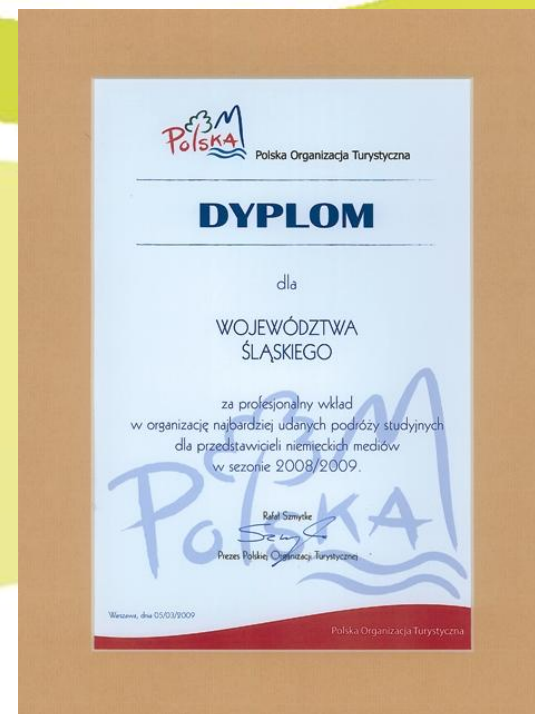 PolsKA
Polska Organizacja Turystyczna
DYPLOM
dla
WOJEWÓDZTWA
ŚLĄSKIEGO
za profesjonalny wkład
w organizację najbardziej udanych podróży studyjnych
dla przedstawicieli niemieckich mediów
w sezonie 2008/2009.
PolsKA
Rafał Szmytke
Prezes Polskiej Organizacji Turystycznej
Warszawa, dnia 05/03/2009
Polska Organizacja Turystyczna